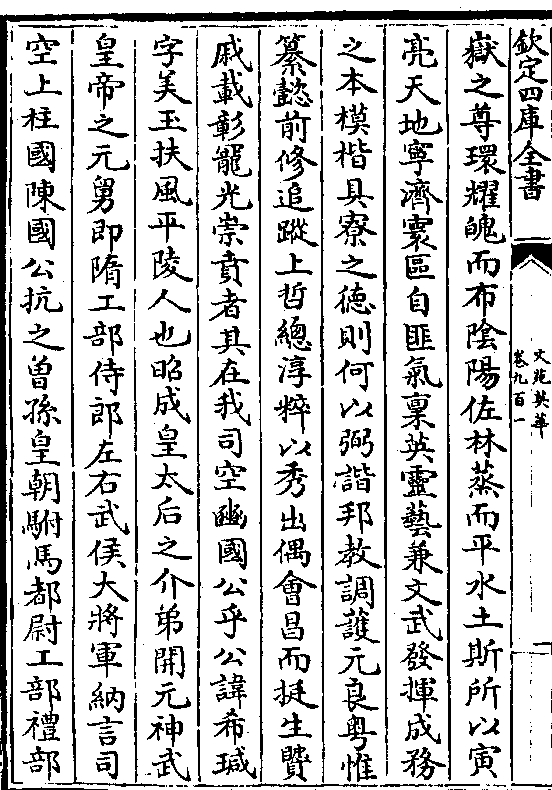 欽定四庫全書
文苑英華
卷九百一
一
嶽之尊環耀魄而布陰陽佐林蒸而平水土斯所以寅
亮天地寧濟寰區自匪氣稟英靈藝兼文武發揮成務
之本模楷具寮之德則何以弼諧邦教調護元良粤惟
纂懿前修追蹤上哲總淳粹以秀出偶會昌而挺生贊
戚載彰寵光崇賁者其在我司空豳國公乎公諱希瑊
字美玉扶風平陵人也昭成皇太后之介弟開元神武
皇帝之元舅即隋工部侍郎左右武侯大將軍納言司
空上柱國陳國公抗之曾孫皇朝駙馬都尉工部禮部